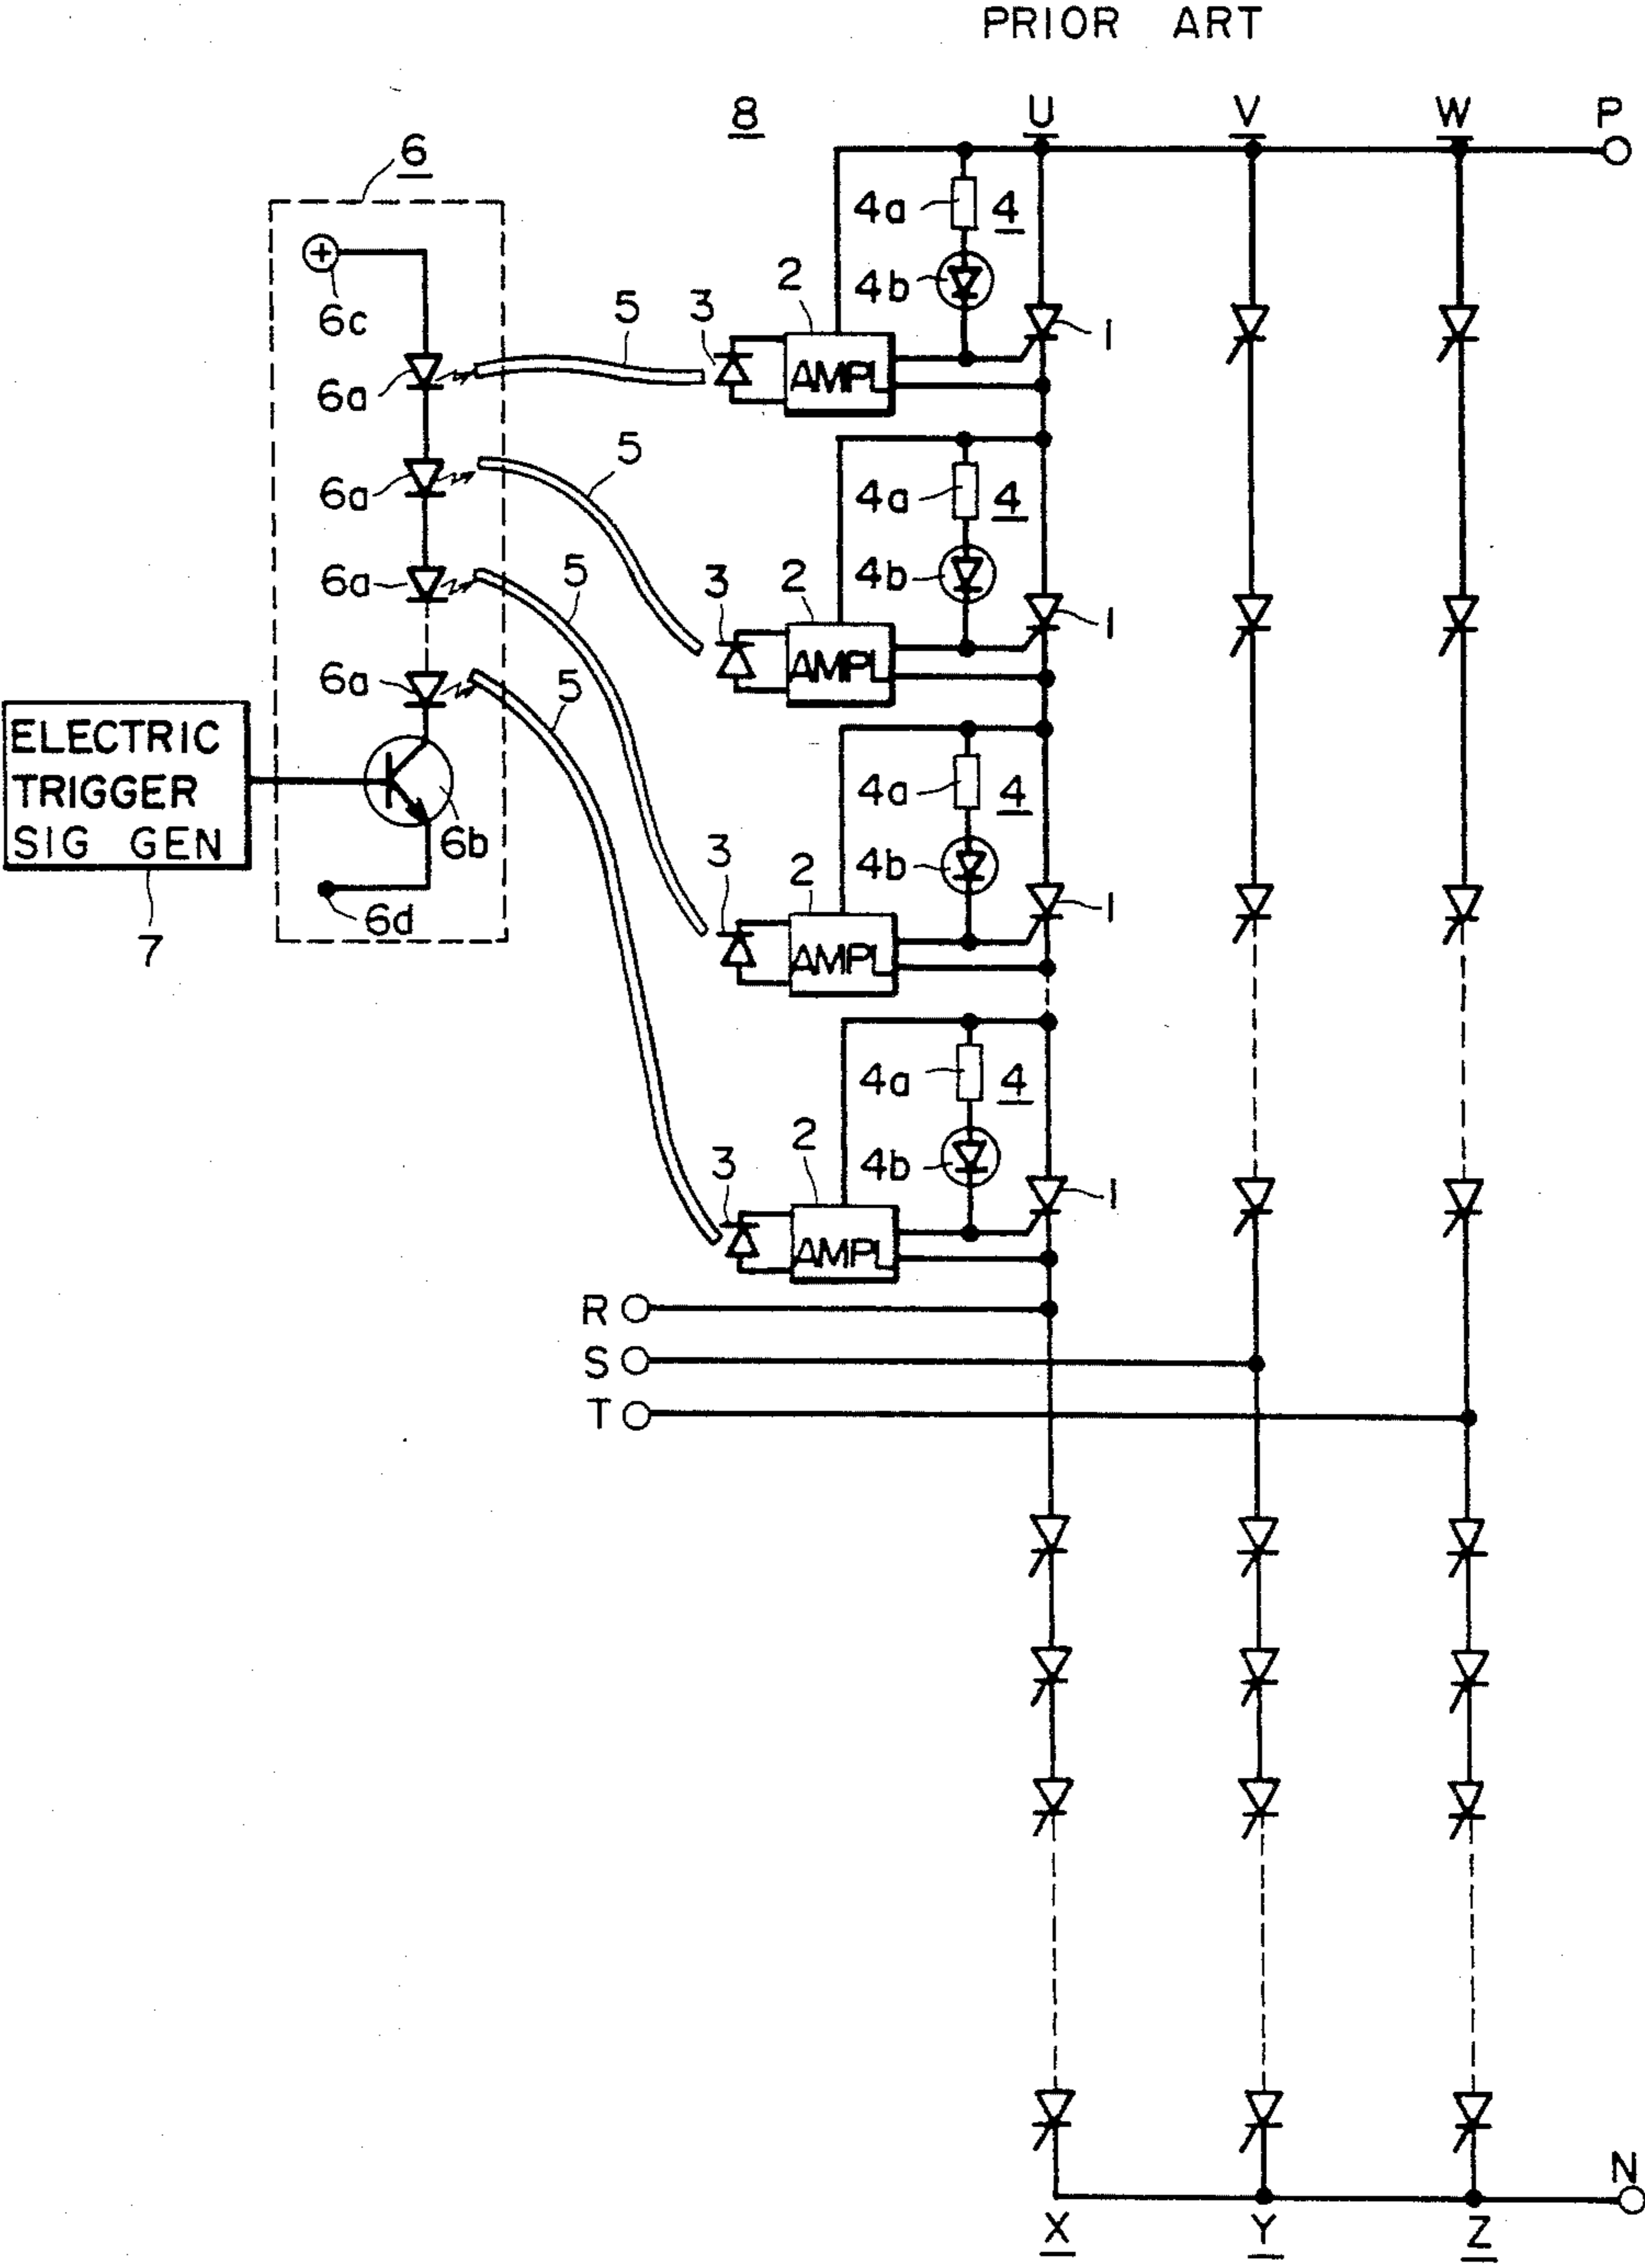 PRIOR ART
8 U V W P
6
4a 4
6c
5 3 2 4b
1
6a
AMPL
5
6a
4a 4
5
3 2 4b
6a
1
AMPL
6a
5
ELECTRIC
TRIGGER
SIG GEN
4a 4
6b
3 2 4b
6d
1
7
AMPL
4a 4
3 2 4b
1
AMPL
R
S
T
N
X Y Z